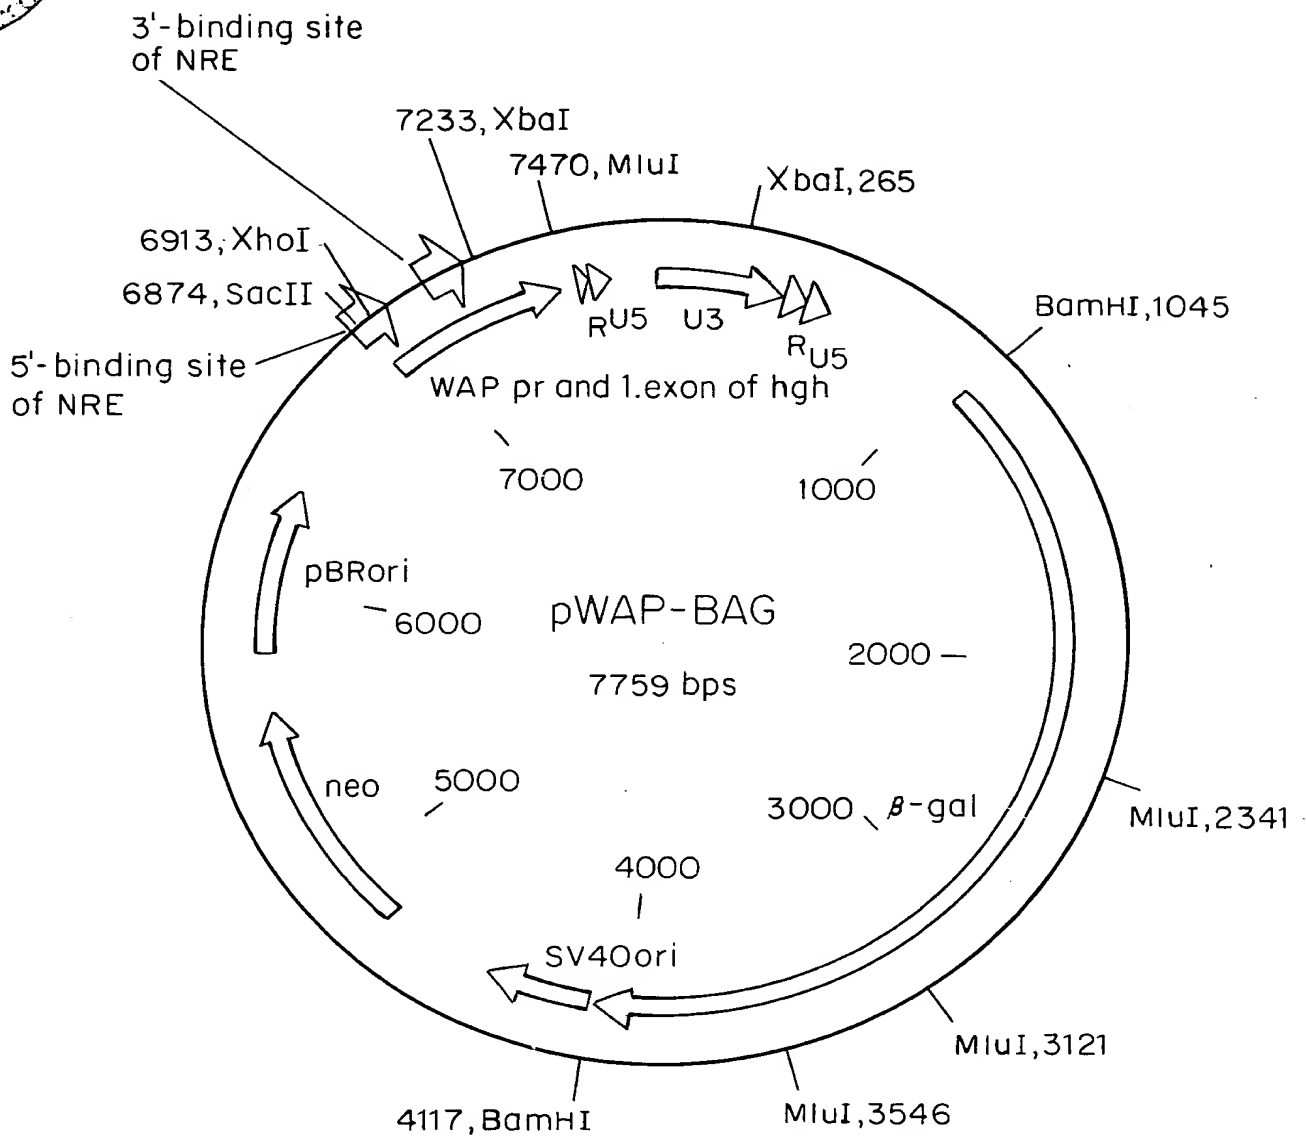 3'-binding site
of NRE
7233, XbaI
7470, MluI
XbaI, 265
6913, XhoI
6874, SacII
BamHI, 1045
5'-binding site
of NRE
R U5
U3
R U5
WAP pr and 1.exon of hgh
7000
1000
pBRori
6000
pWAP-BAG
2000
7759 bps
neo
5000
3000
β-gal
MluI, 2341
4000
SV40ori
MluI, 3121
4117, BamHI
MluI, 3546